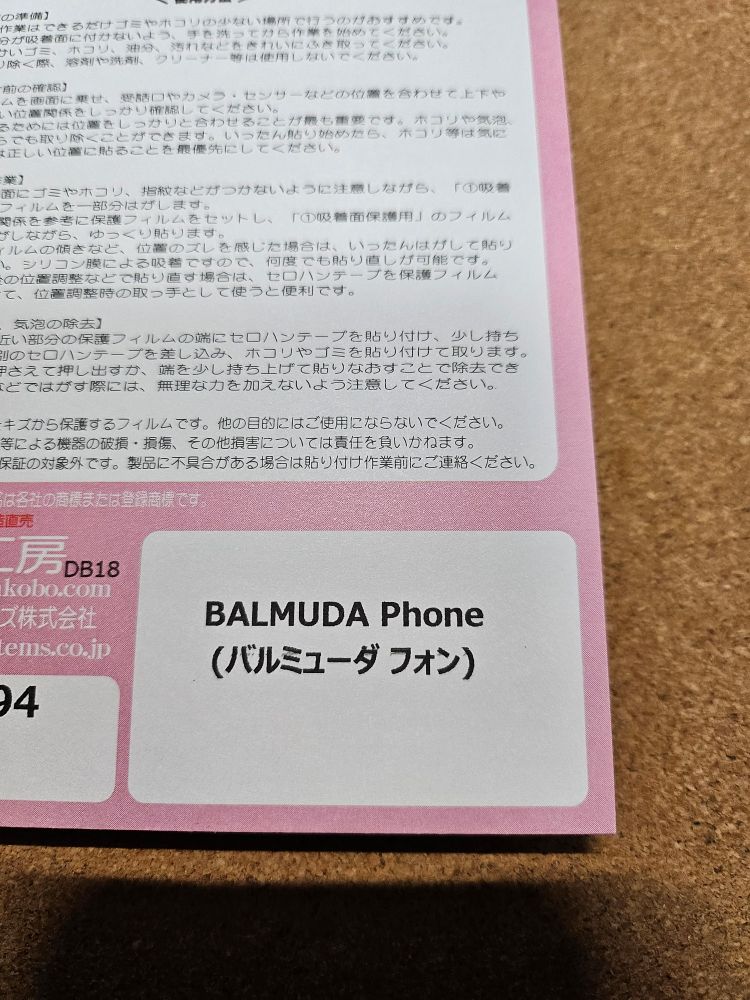 の準備】
作業はできるだけゴミやホコリの少ない場所で行うのがおすすめです。
分が吸着面に付かないよう、手を洗ってから作業を始めてください。
さいゴミ、ホコリ、油分、汚れなどをきれいにふき取ってください。
り除く際、溶剤や洗剤、クリーナー等は使用しないでください。
前の確認】
ムを画面に乗せ、受話口やカメラ・センサーなどの位置を合わせて上下や
い位置関係をしっかり確認してください。
るためには位置をしっかりと合わせることが最も重要です。ホコリや気泡、
らでも取り除くことができます。いったん貼り始めたら、ホコリ等は気に
は正しい位置に貼ることを最優先にしてください。
業】
面にゴミやホコリ、指紋などがつかないように注意しながら、「①吸着
フィルムを一部分はがします。
関係を参考に保護フィルムをセットし、「①吸着面保護用」のフィルム
がしながら、ゆっくり貼ります。
ィルムの傾きなど、位置のズレを感じた場合は、いったんはがして貼り
い。シリコン膜による吸着ですので、何度でも貼り直しが可能です。
後の位置調整などで貼り直す場合は、セロハンテープを保護フィルム
て、位置調整時の取っ手として使うと便利です。
、気泡の除去】
近い部分の保護フィルムの端にセロハンテープを貼り付け、少し持ち
別のセロハンテープを差し込み、ホコリやゴミを貼り付けて取ります。
押さえて押し出すか、端を少し持ち上げて貼りなおすことで除去でき
などではがす際には、無理な力を加えないよう注意してください。
キズから保護するフィルムです。他の目的にはご使用にならないでください。
等による機器の破損・損傷、その他損害については責任を負いかねます。
保証の対象外です。製品に不具合がある場合は貼り付け作業前にご連絡ください。
名は各社の商標または登録商標です。
直売
工房 DB18
akobo.com
ズ株式会社
tems.co.jp
94
BALMUDA Phone
(バルミューダ フォン)